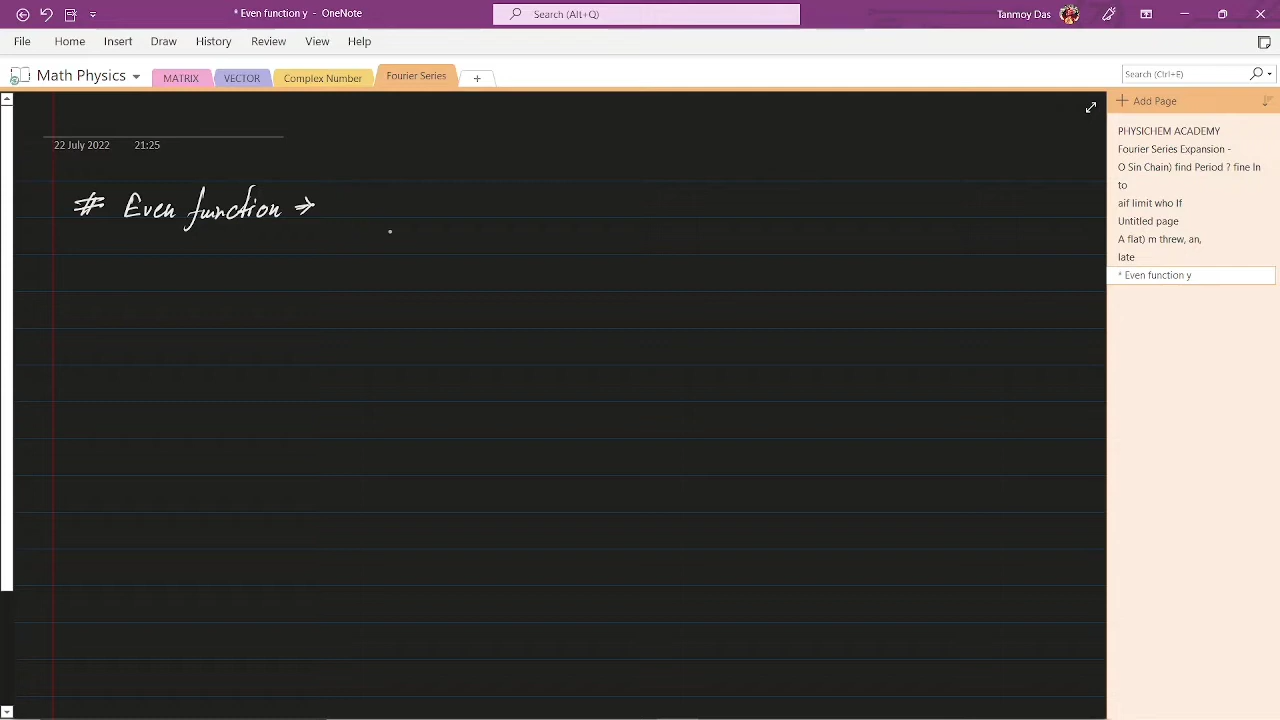 * Even function y - OneNote
Search (Alt+Q)
Tanmoy Das
File Home Insert Draw History Review View Help
Math Physics
MATRIX VECTOR Complex Number Fourier Series +
Search (Ctrl+E)
22 July 2022 21:25
# Even function →
Add Page
PHYSICHEM ACADEMY
Fourier Series Expansion -
O Sin Chain) find Period ? fine In
to
aif limit who If
Untitled page
A flat) m threw, an,
late
* Even function y